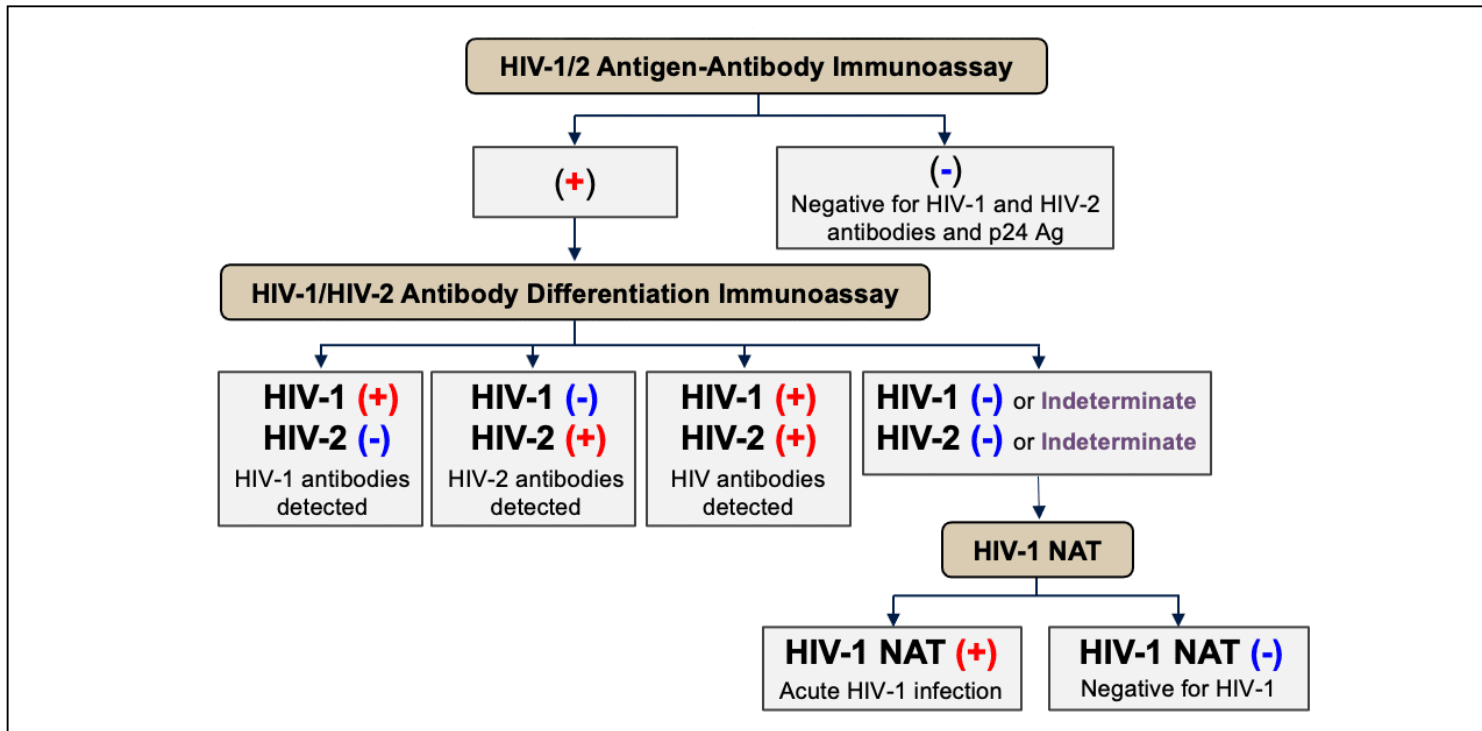 HIV-1/2 Antigen-Antibody Immunoassay
(+)
(-)
Negative for HIV-1 and HIV-2
antibodies and p24 Ag
HIV-1/HIV-2 Antibody Differentiation Immunoassay
HIV-1 (+)
HIV-2 (-)
HIV-1 antibodies
detected
HIV-1 (-)
HIV-2 (+)
HIV-2 antibodies
detected
HIV-1 (+)
HIV-2 (+)
HIV antibodies
detected
HIV-1 (-) or Indeterminate
HIV-2 (-) or Indeterminate
HIV-1 NAT
HIV-1 NAT (+)
Acute HIV-1 infection
HIV-1 NAT (-)
Negative for HIV-1